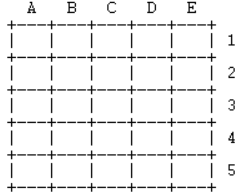 A B C D E
+---+---+---+---+---+
|   |   |   |   |   | 1
+---+---+---+---+---+
|   |   |   |   |   | 2
+---+---+---+---+---+
|   |   |   |   |   | 3
+---+---+---+---+---+
|   |   |   |   |   | 4
+---+---+---+---+---+
|   |   |   |   |   | 5
+---+---+---+---+---+